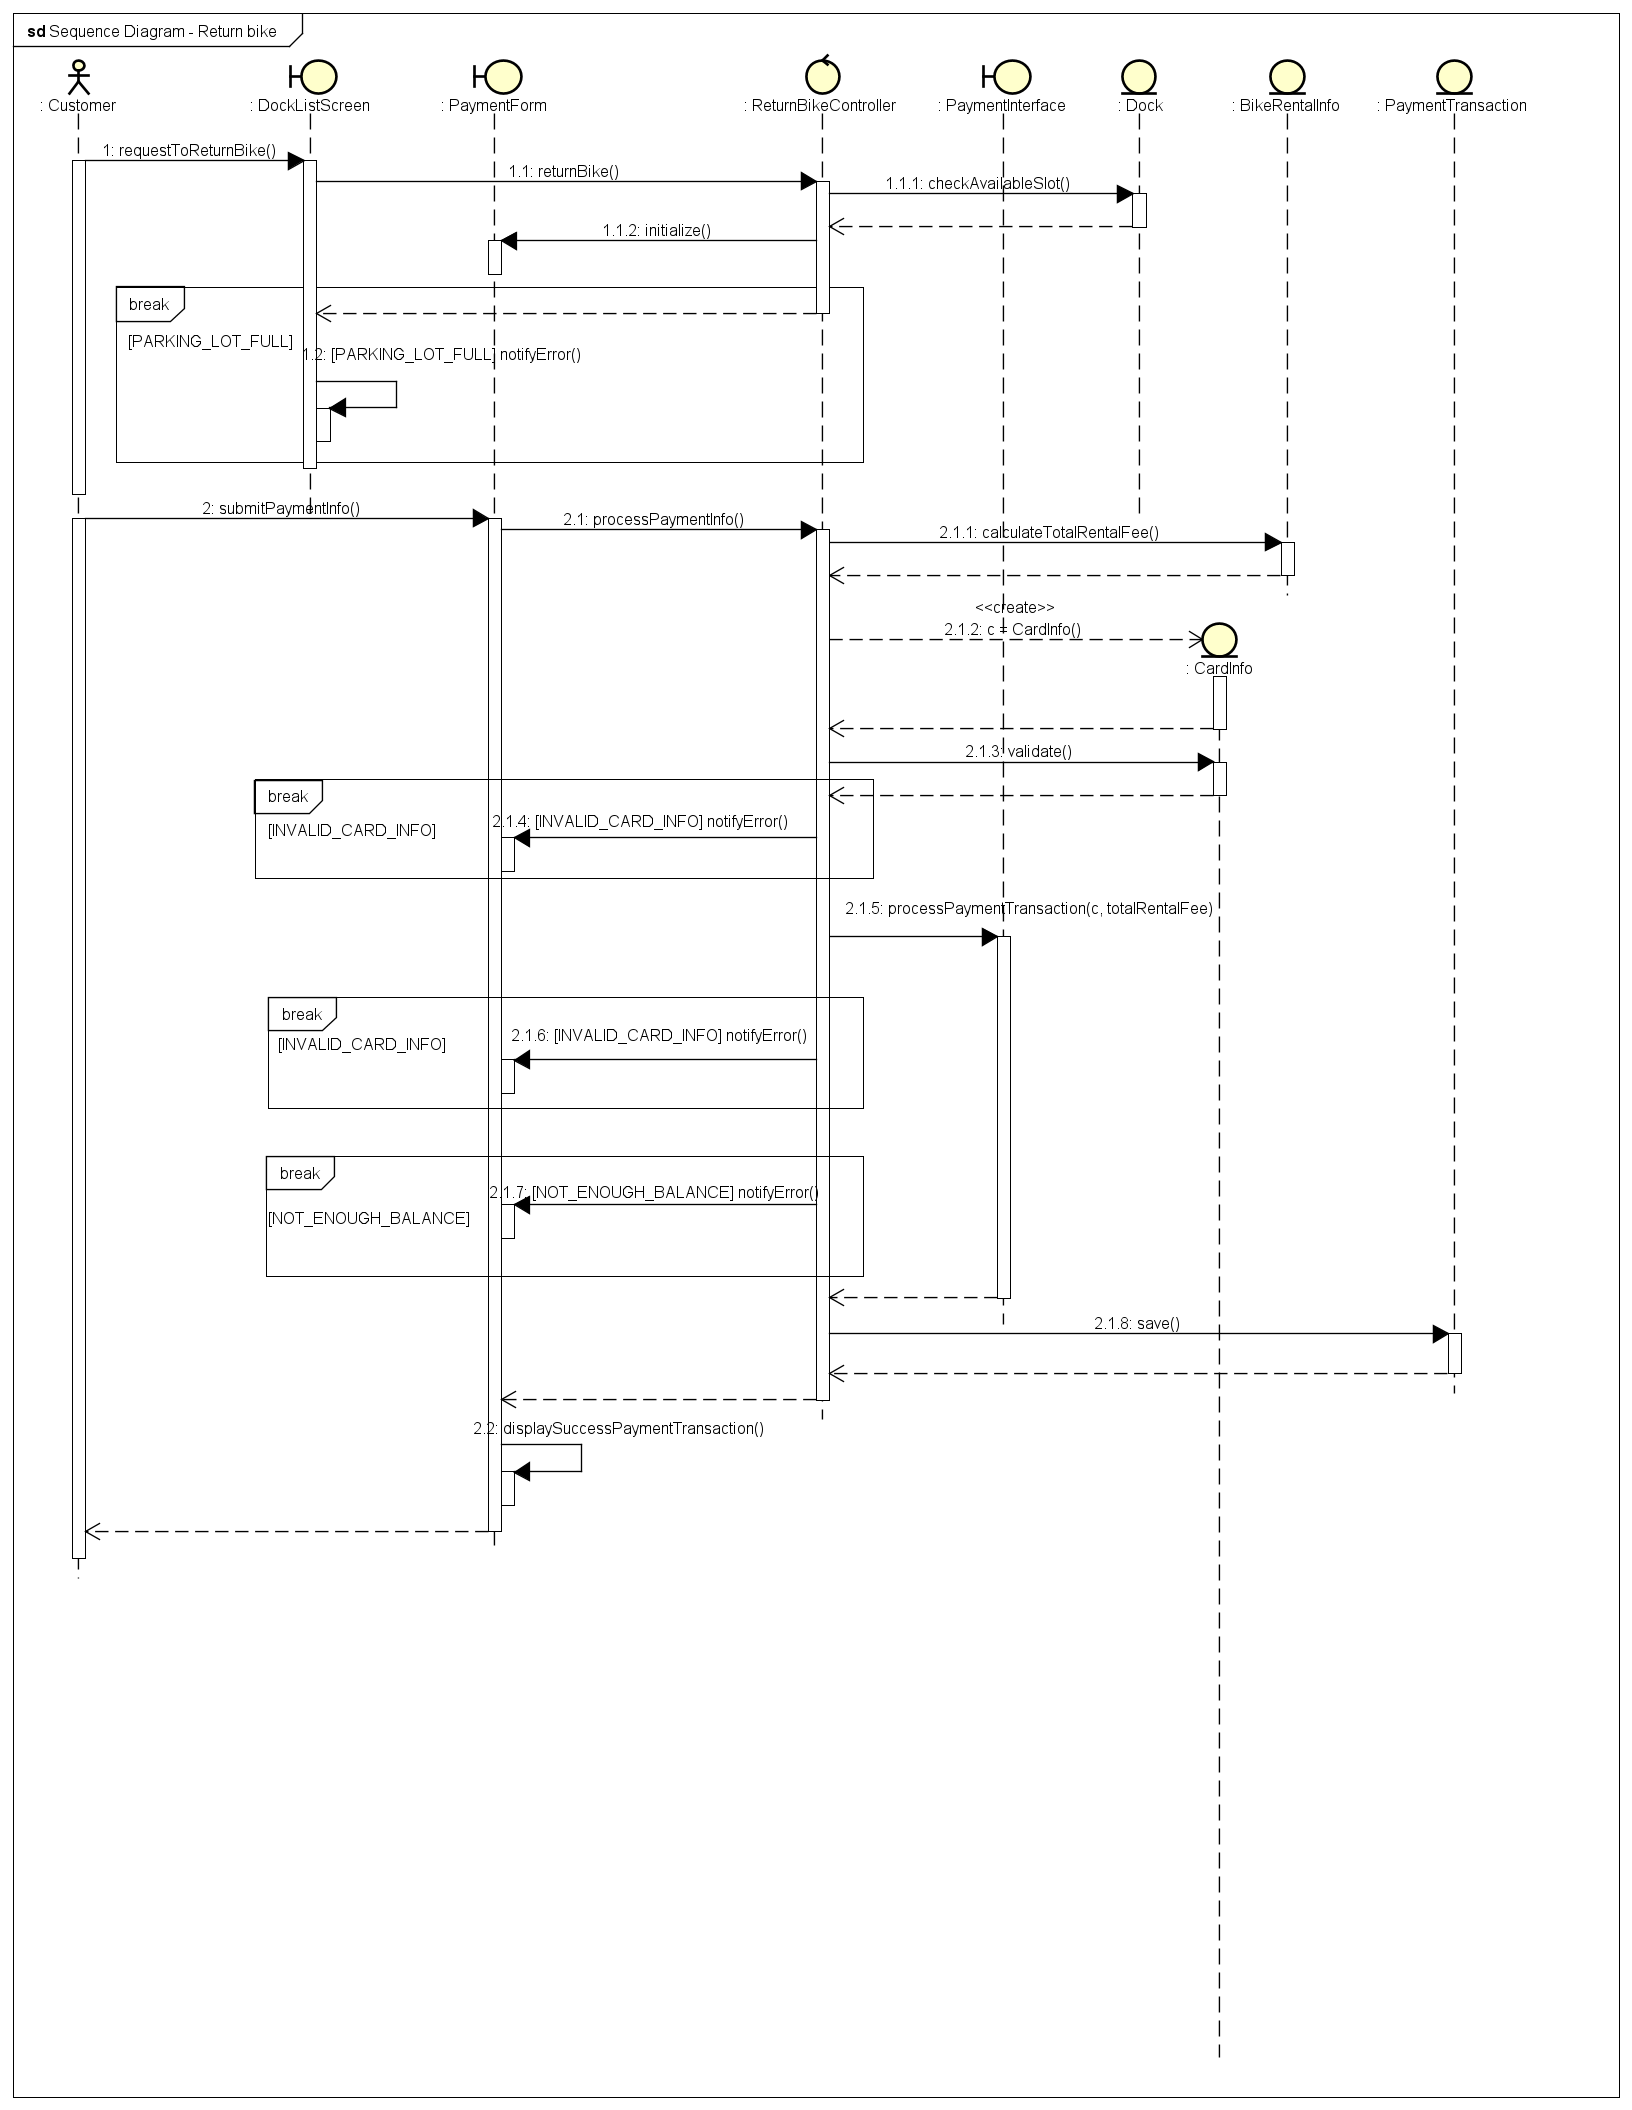 sd Sequence Diagram - Return bike
: Customer
: DockListScreen
: PaymentForm
: ReturnBikeController
: PaymentInterface
: Dock
: BikeRentalInfo
: PaymentTransaction
1: requestToReturnBike()
1.1: returnBike()
1.1.1: checkAvailableSlot()
1.1.2: initialize()
break
[PARKING_LOT_FULL]
1.2: [PARKING_LOT_FULL] notifyError()
2: submitPaymentInfo()
2.1: processPaymentInfo()
2.1.1: calculateTotalRentalFee()
<<create>>
2.1.2: c = CardInfo()
: CardInfo
2.1.3: validate()
break
[INVALID_CARD_INFO]
2.1.4: [INVALID_CARD_INFO] notifyError()
2.1.5: processPaymentTransaction(c, totalRentalFee)
break
[INVALID_CARD_INFO]
2.1.6: [INVALID_CARD_INFO] notifyError()
break
[NOT_ENOUGH_BALANCE]
2.1.7: [NOT_ENOUGH_BALANCE] notifyError()
2.1.8: save()
2.2: displaySuccessPaymentTransaction()